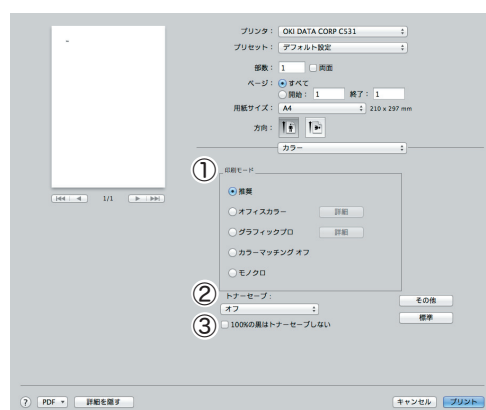 プリンタ： OKI DATA CORP C531
プリセット： デフォルト設定
部数： 1 両面
ページ： すべて
開始： 1 終了： 1
用紙サイズ： A4 210 x 297 mm
方向：
カラー
① 印刷モード
推奨
1/1
オフィスカラー 詳細
グラフィックプロ 詳細
カラーマッチング オフ
モノクロ
② トナーセーブ：
その他
オフ
標準
③ 100%の黒はトナーセーブしない
? PDF 詳細を隠す キャンセル プリント